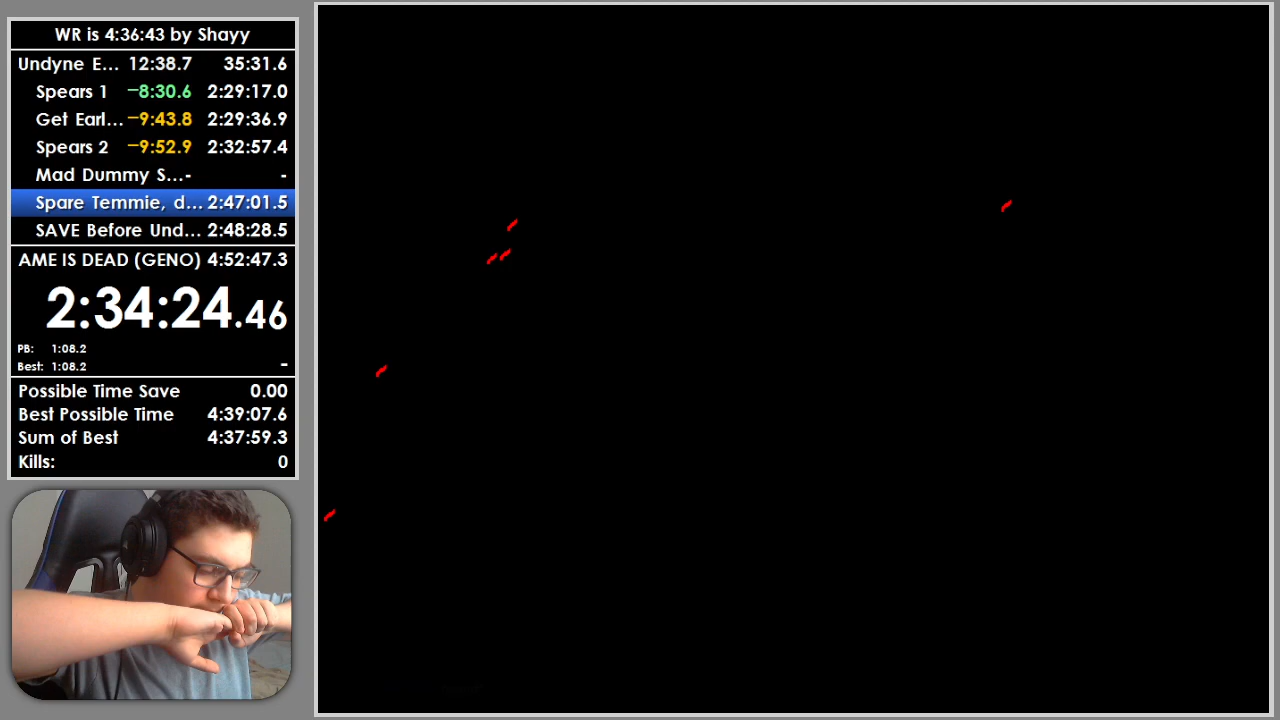 WR is 4:36:43 by Shayy
Undyne E... 12:38.7 35:31.6
Spears 1 −8:30.6 2:29:17.0
Get Earl... −9:43.8 2:29:36.9
Spears 2 −9:52.9 2:32:57.4
Mad Dummy S...- -
Spare Temmie, d... 2:47:01.5
SAVE Before Und... 2:48:28.5
AME IS DEAD (GENO) 4:52:47.3
2:34:24.46
PB: 1:08.2
Best: 1:08.2 -
Possible Time Save 0.00
Best Possible Time 4:39:07.6
Sum of Best 4:37:59.3
Kills: 0